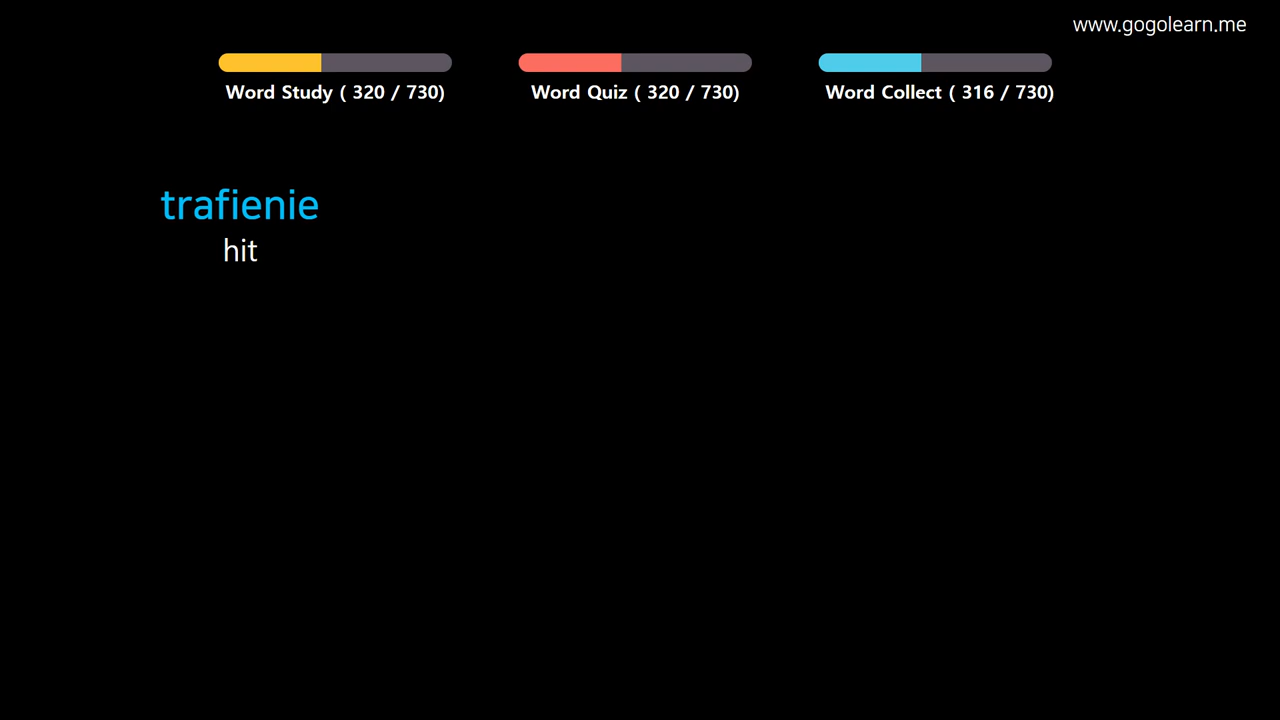 www.gogolearn.me
Word Study ( 320 / 730)
Word Quiz ( 320 / 730)
Word Collect ( 316 / 730)
trafienie
hit